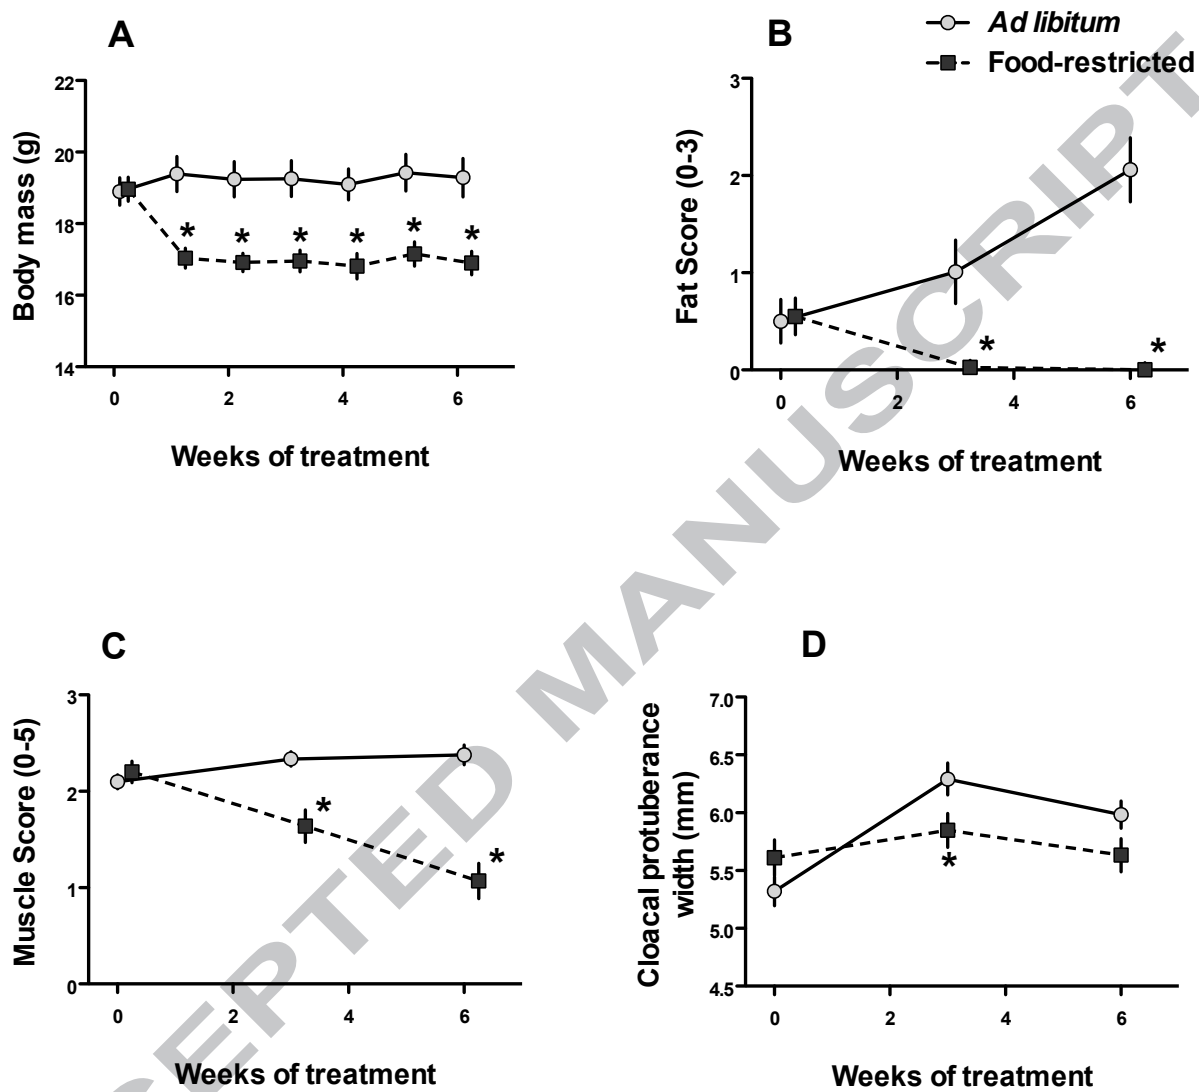 A
22
20
18
16
14
Body mass (g)
* * * * * *
0 2 4 6
Weeks of treatment
B
Ad libitum
Food-restricted
3
2
1
0
Fat Score (0-3)
* *
0 2 4 6
Weeks of treatment
C
3
2
1
0
Muscle Score (0-5)
* *
0 2 4 6
Weeks of treatment
D
7.0
6.5
6.0
5.5
5.0
4.5
Cloacal protuberance
width (mm)
*
0 2 4 6
Weeks of treatment
CEPTED MANUSCRIPT